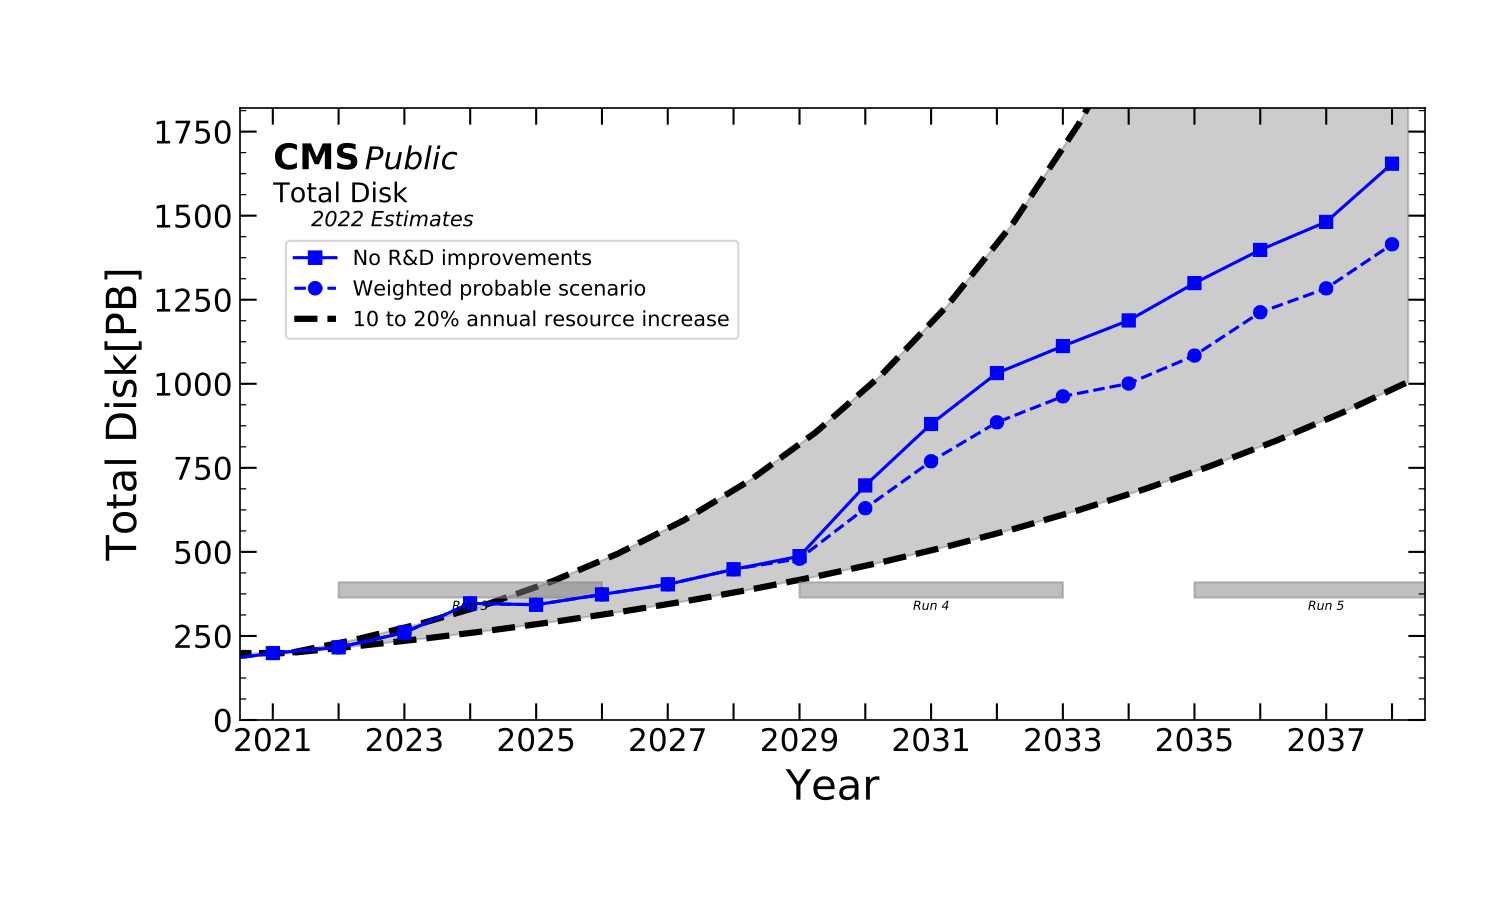 CMS Public
Total Disk
2022 Estimates
No R&D improvements
Weighted probable scenario
10 to 20% annual resource increase
Total Disk[PB]
1750
1500
1250
1000
750
500
250
0
Run 3
Run 4
Run 5
2021 2023 2025 2027 2029 2031 2033 2035 2037
Year